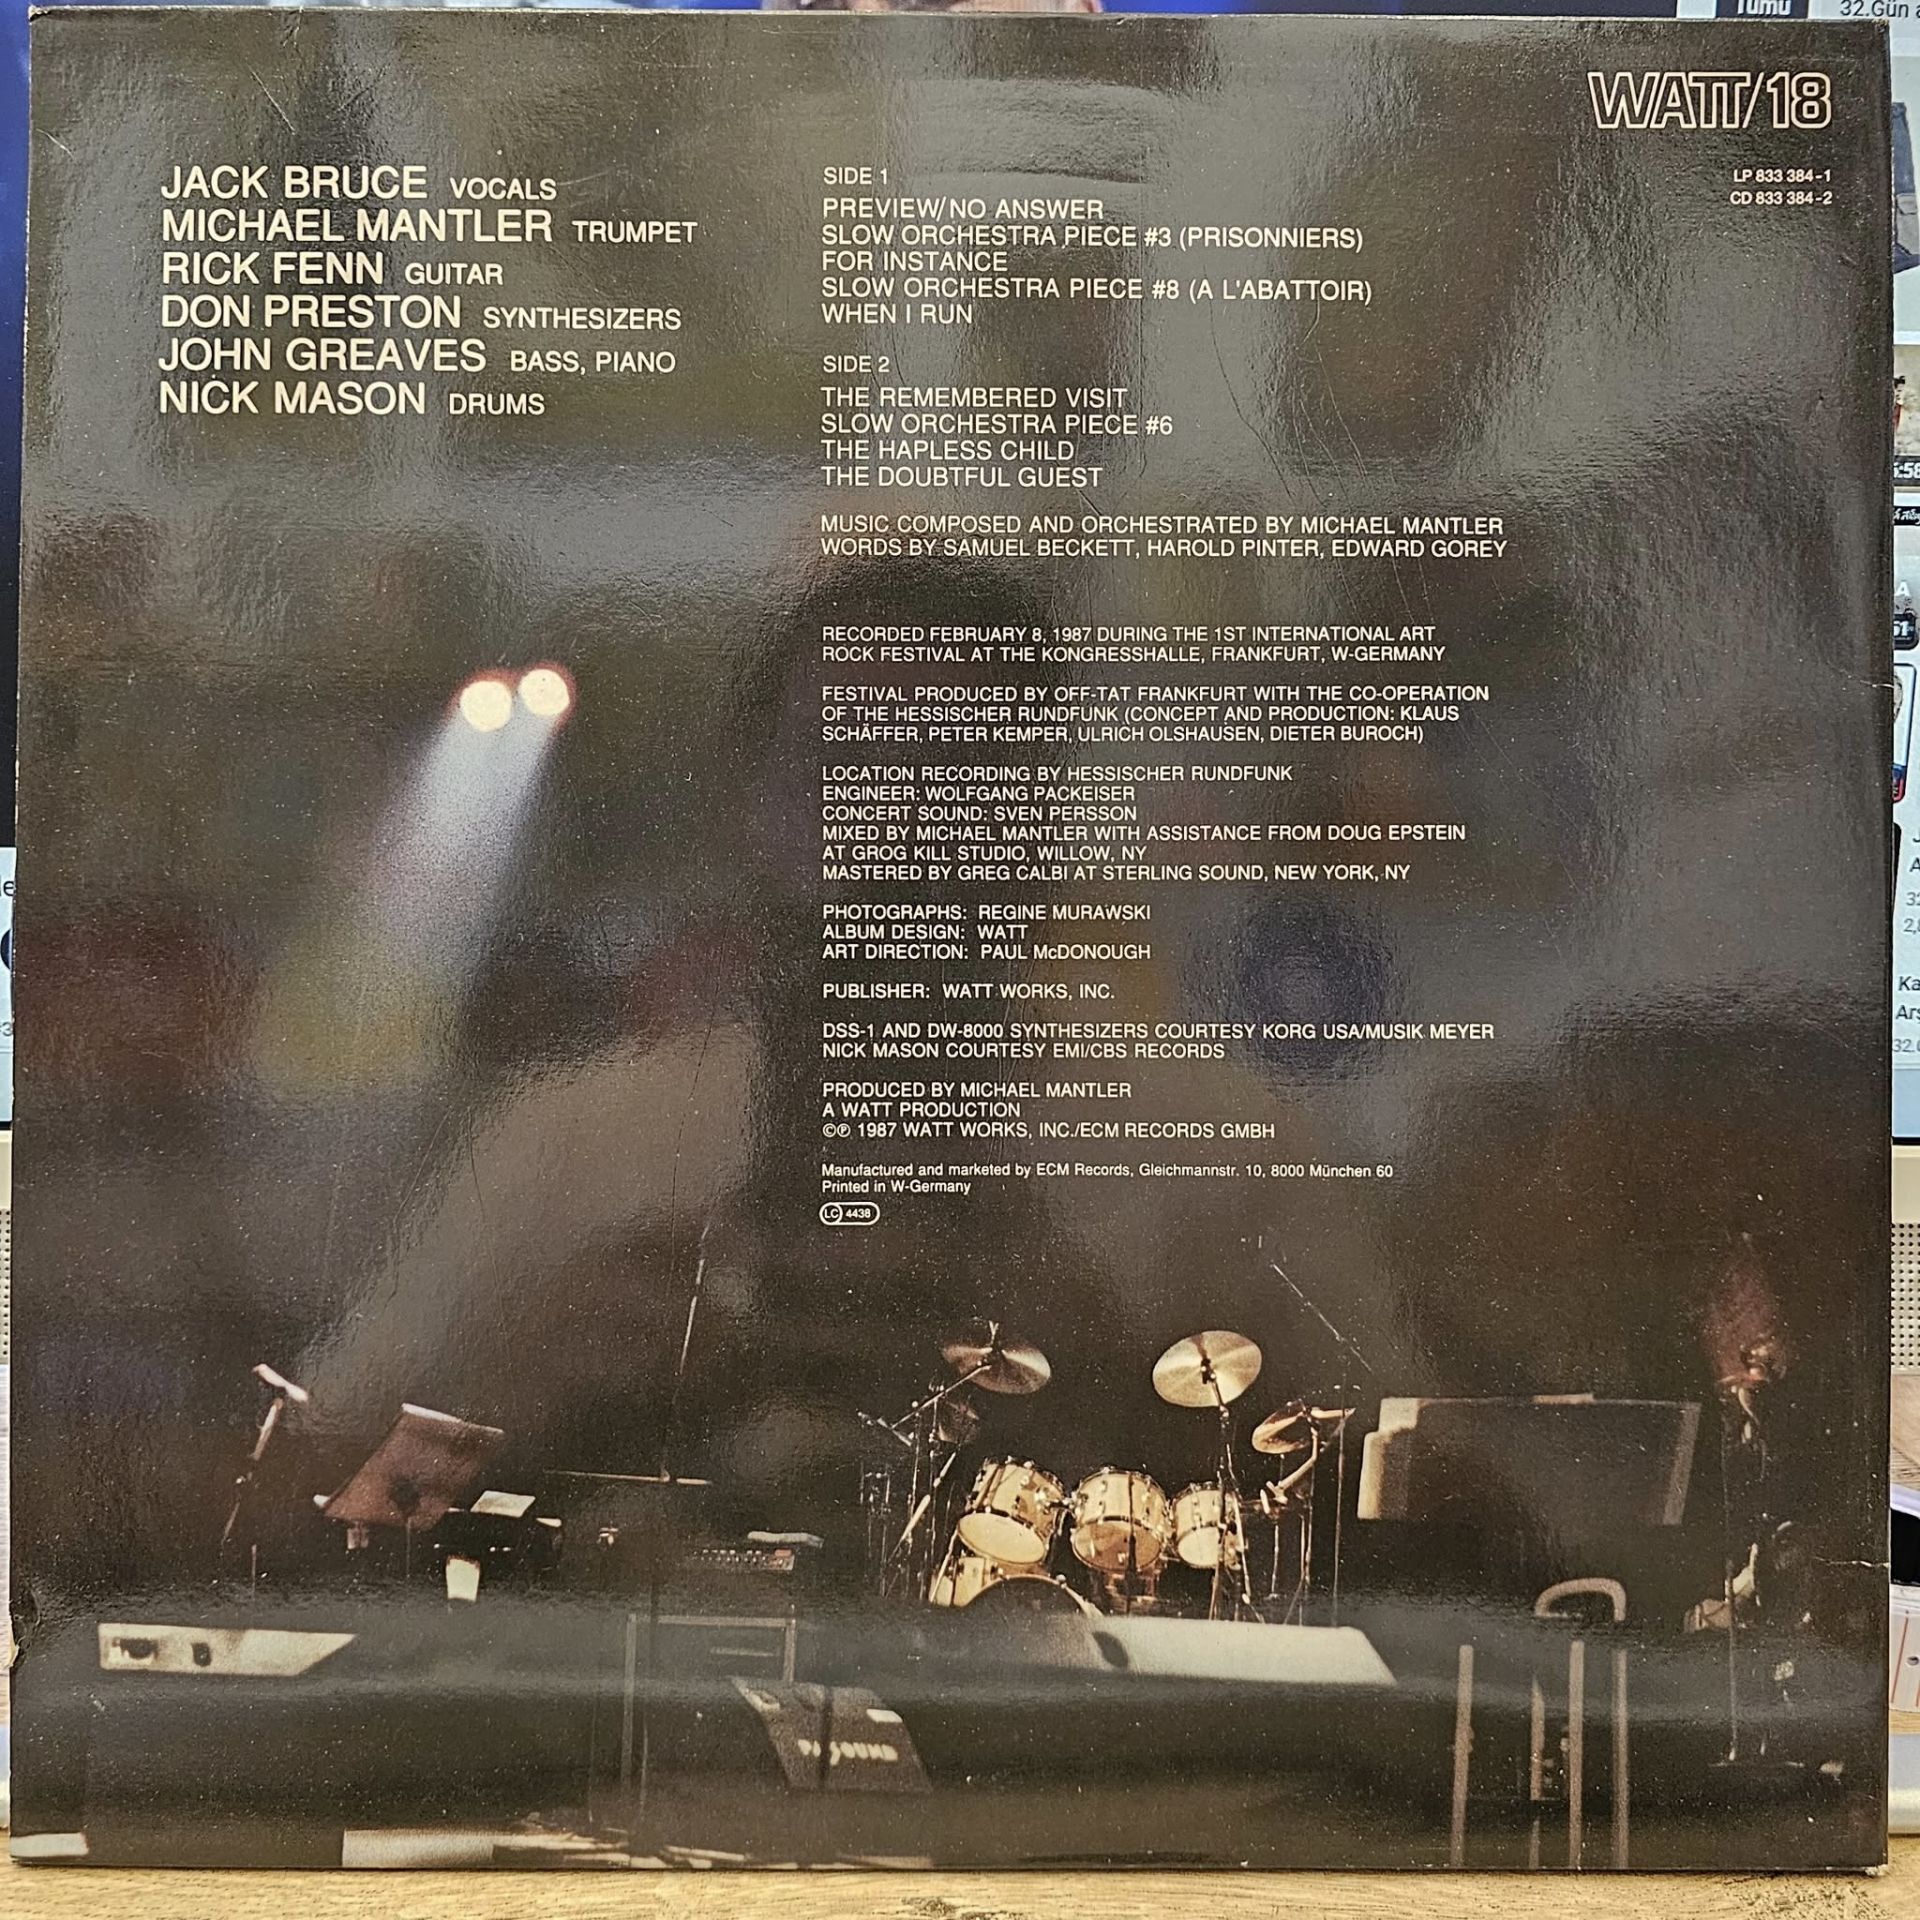 Tümü
32.Gün
WATT/18
LP 833 384-1
CD 833 384-2
JACK BRUCE VOCALS
MICHAEL MANTLER TRUMPET
RICK FENN GUITAR
DON PRESTON SYNTHESIZERS
JOHN GREAVES BASS, PIANO
NICK MASON DRUMS
SIDE 1
PREVIEW/NO ANSWER
SLOW ORCHESTRA PIECE #3 (PRISONNIERS)
FOR INSTANCE
SLOW ORCHESTRA PIECE #8 (A L'ABATTOIR)
WHEN I RUN
SIDE 2
THE REMEMBERED VISIT
SLOW ORCHESTRA PIECE #6
THE HAPLESS CHILD
THE DOUBTFUL GUEST
MUSIC COMPOSED AND ORCHESTRATED BY MICHAEL MANTLER
WORDS BY SAMUEL BECKETT, HAROLD PINTER, EDWARD GOREY
RECORDED FEBRUARY 8, 1987 DURING THE 1ST INTERNATIONAL ART
ROCK FESTIVAL AT THE KONGRESSHALLE, FRANKFURT, W-GERMANY
FESTIVAL PRODUCED BY OFF-TAT FRANKFURT WITH THE CO-OPERATION
OF THE HESSISCHER RUNDFUNK (CONCEPT AND PRODUCTION: KLAUS
SCHÄFFER, PETER KEMPER, ULRICH OLSHAUSEN, DIETER BUROCH)
LOCATION RECORDING BY HESSISCHER RUNDFUNK
ENGINEER: WOLFGANG PACKEISER
CONCERT SOUND: SVEN PERSSON
MIXED BY MICHAEL MANTLER WITH ASSISTANCE FROM DOUG EPSTEIN
AT GROG KILL STUDIO, WILLOW, NY
MASTERED BY GREG CALBI AT STERLING SOUND, NEW YORK, NY
PHOTOGRAPHS: REGINE MURAWSKI
ALBUM DESIGN: WATT
ART DIRECTION: PAUL McDONOUGH
PUBLISHER: WATT WORKS, INC.
DSS-1 AND DW-8000 SYNTHESIZERS COURTESY KORG USA/MUSIK MEYER
NICK MASON COURTESY EMI/CBS RECORDS
PRODUCED BY MICHAEL MANTLER
A WATT PRODUCTION
©℗ 1987 WATT WORKS, INC./ECM RECORDS GMBH
Manufactured and marketed by ECM Records, Gleichmannstr. 10, 8000 München 60
Printed in W-Germany
LC 4438